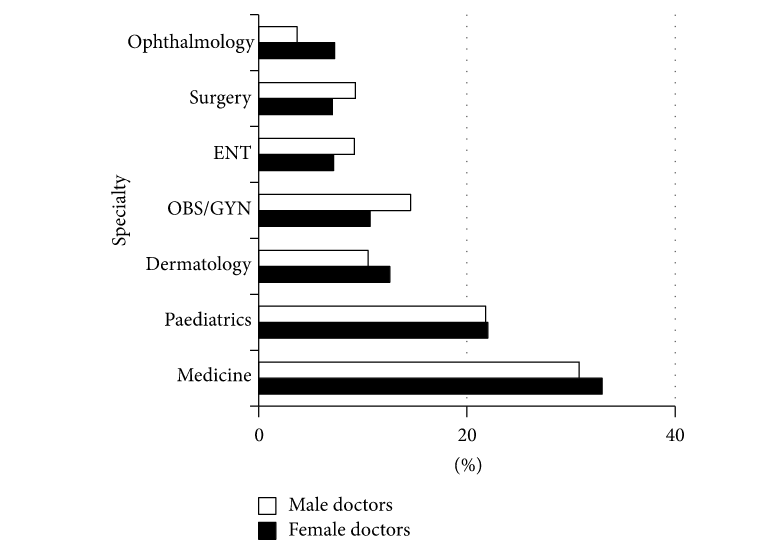 Ophthalmology
Surgery
ENT
OBS/GYN
Dermatology
Paediatrics
Medicine
Specialty
0 20 40
(%)
Male doctors
Female doctors